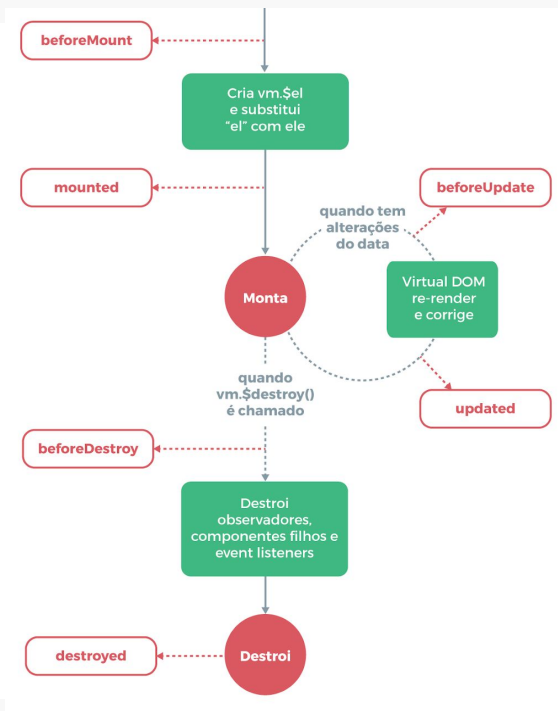 beforeMount
Cria vm.$el
e substitui
"el" com ele
mounted
beforeUpdate
quando tem
alterações
do data
Virtual DOM
re-render
e corrige
Monta
quando
vm.$destroy()
é chamado
updated
beforeDestroy
Destroi
observadores,
componentes filhos e
event listeners
destroyed
Destroi